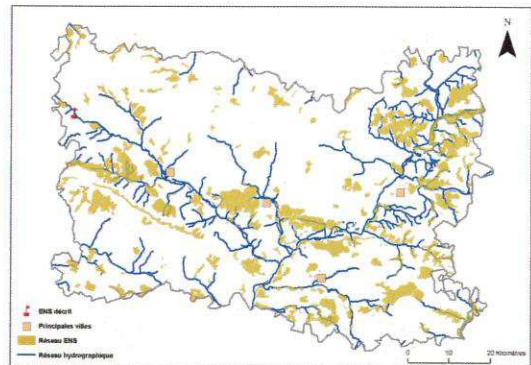 N
ENS décrit
Principales villes
Réseau ENS
Réseau hydrographique
0 10 20 Kilomètres